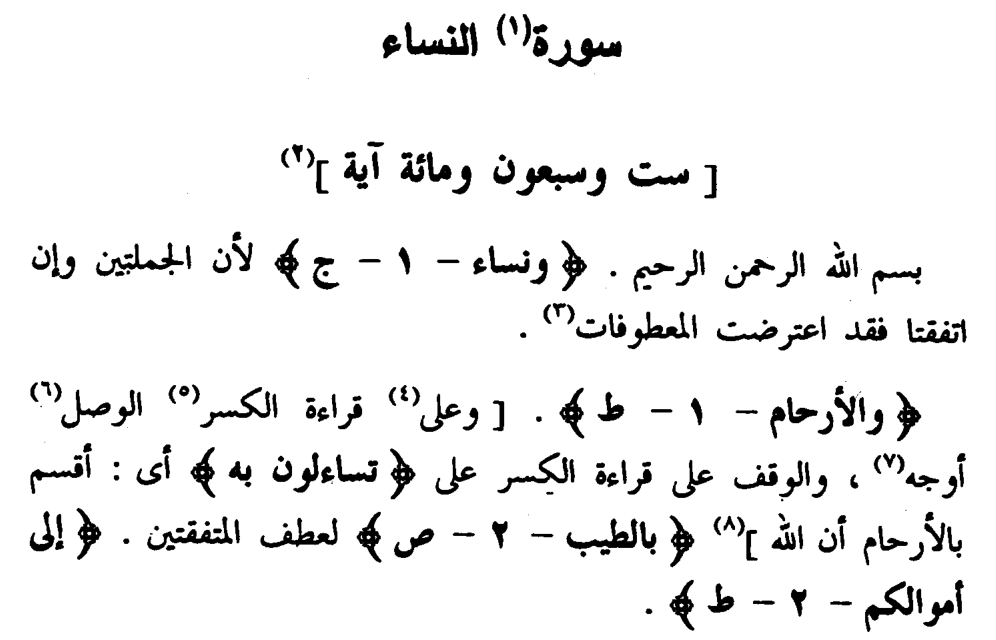 سورة(١) النساء
[ ست وسبعون ومائة آية ](٢)
بسم الله الرحمن الرحيم . ﴿ ونساء – ١ – ج ﴾ لأن الجملتين وإن
اتفقتا فقد اعترضت المعطوفات(٣) .
﴿ والأرحام – ١ – ط ﴾ . [ وعلى(٤) قراءة الكسر(٥) الوصل(٦)
أوجه(٧) ، والوقف على قراءة الكسر على ﴿ تساءلون به ﴾ أى : أقسم
بالأرحام أن الله ](٨) ﴿ بالطيب – ٢ – ص ﴾ لعطف المتفقتين . ﴿ إلى
أموالكم – ٢ – ط ﴾ .